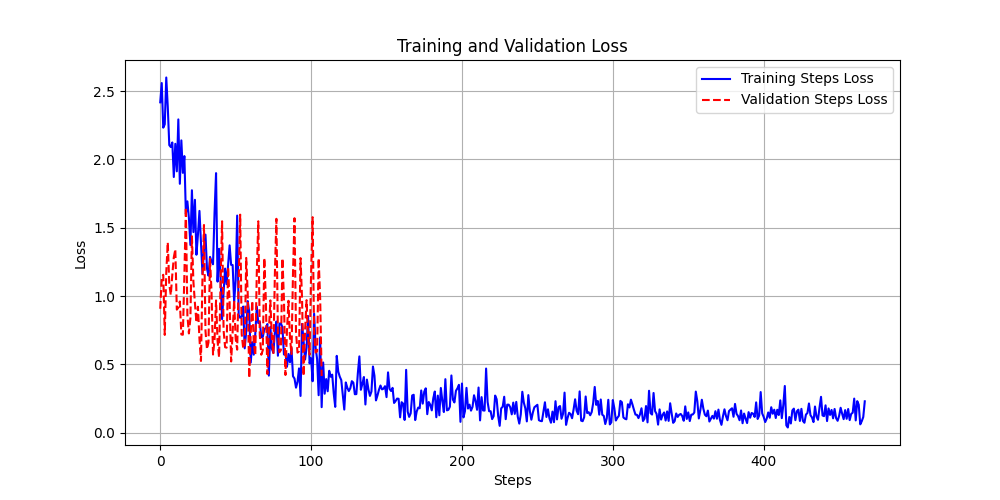 Training and Validation Loss
Training Steps Loss
Validation Steps Loss
Loss
2.5
2.0
1.5
1.0
0.5
0.0
0 100 200 300 400
Steps